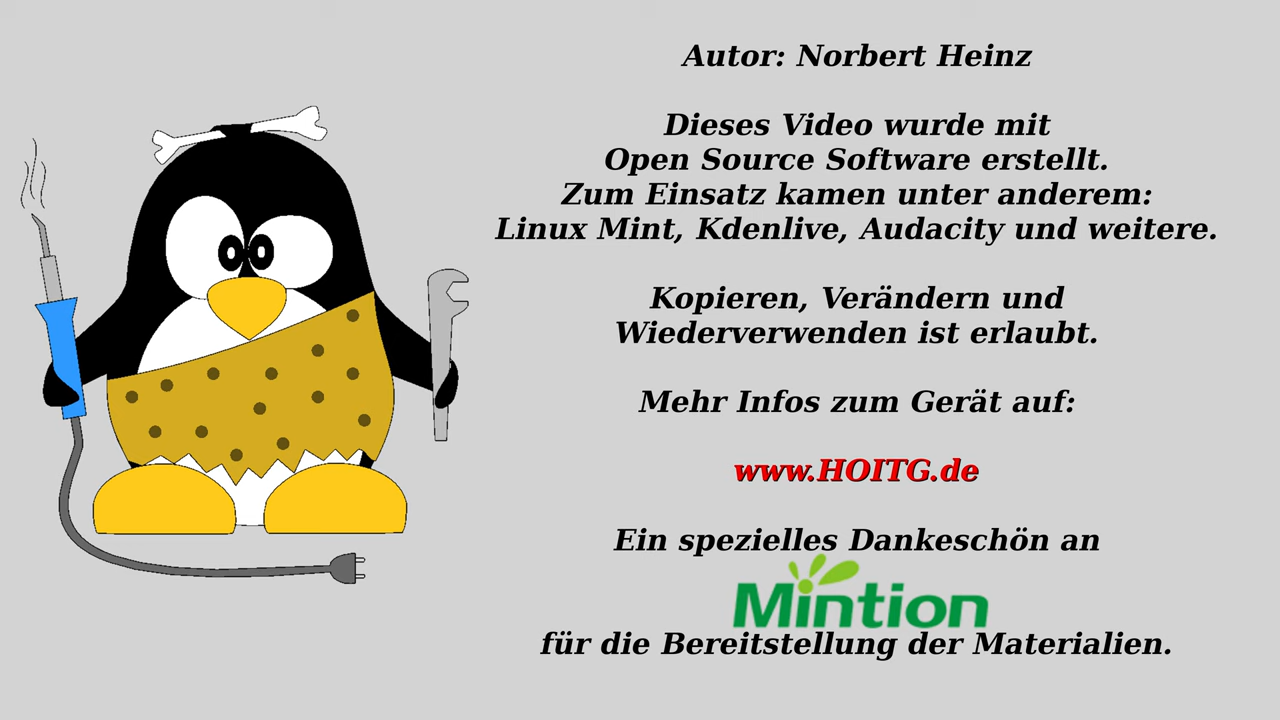 Autor: Norbert Heinz
Dieses Video wurde mit
Open Source Software erstellt.
Zum Einsatz kamen unter anderem:
Linux Mint, Kdenlive, Audacity und weitere.
Kopieren, Verändern und
Wiederverwenden ist erlaubt.
Mehr Infos zum Gerät auf:
www.HOITG.de
Ein spezielles Dankeschön an
Mintion
für die Bereitstellung der Materialien.